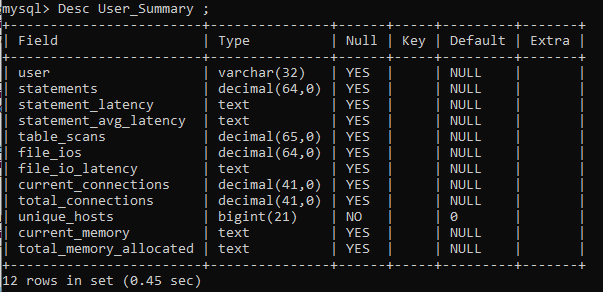 mysql> Desc User_Summary ;
+------------------------+---------------+------+-----+---------+-------+
| Field                  | Type          | Null | Key | Default | Extra |
+------------------------+---------------+------+-----+---------+-------+
| user                   | varchar(32)   | YES  |     | NULL    |       |
| statements             | decimal(64,0) | YES  |     | NULL    |       |
| statement_latency      | text          | YES  |     | NULL    |       |
| statement_avg_latency  | text          | YES  |     | NULL    |       |
| table_scans            | decimal(65,0) | YES  |     | NULL    |       |
| file_ios               | decimal(64,0) | YES  |     | NULL    |       |
| file_io_latency        | text          | YES  |     | NULL    |       |
| current_connections    | decimal(41,0) | YES  |     | NULL    |       |
| total_connections      | decimal(41,0) | YES  |     | NULL    |       |
| unique_hosts           | bigint(21)    | NO   |     | 0       |       |
| current_memory         | text          | YES  |     | NULL    |       |
| total_memory_allocated | text          | YES  |     | NULL    |       |
+------------------------+---------------+------+-----+---------+-------+
12 rows in set (0.45 sec)